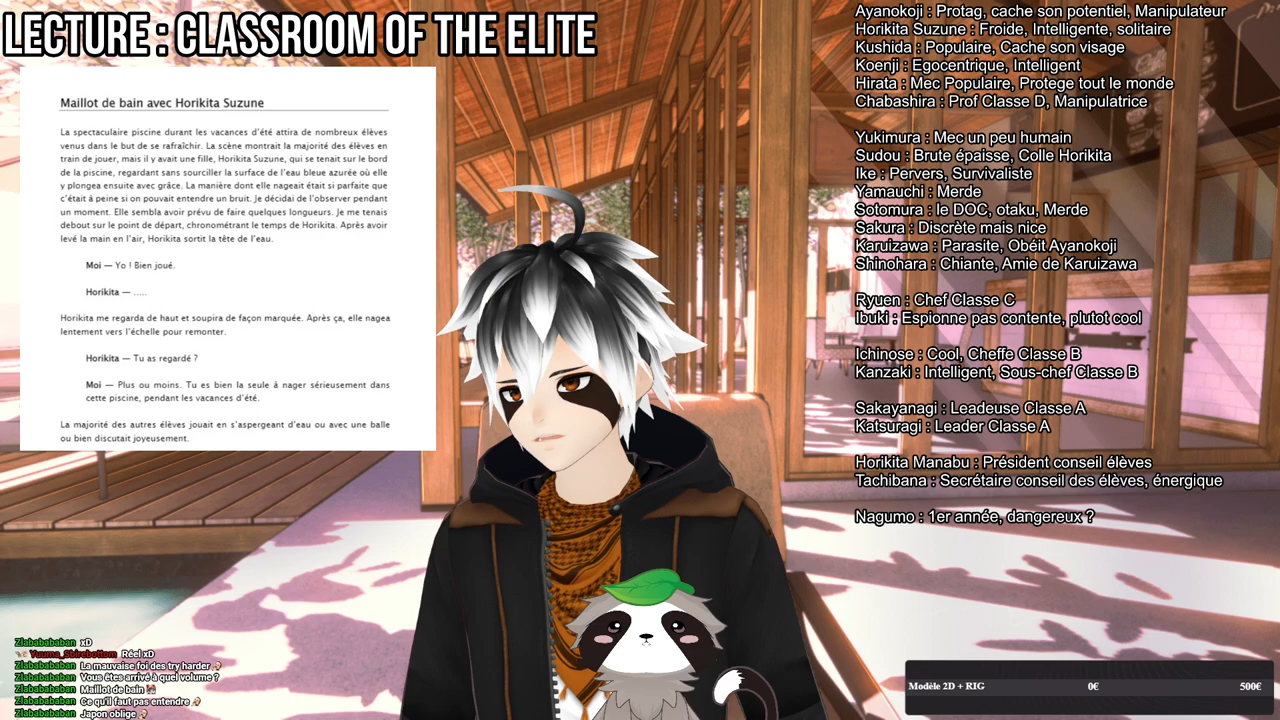 LECTURE : CLASSROOM OF THE ELITE
Maillot de bain avec Horikita Suzune
La spectaculaire piscine durant les vacances d'été attira de nombreux élèves
venus dans le but de se rafraîchir. La scène montrait la majorité des élèves en
train de jouer, mais il y avait une fille, Horikita Suzune, qui se tenait sur le bord
de la piscine, regardant sans sourciller la surface de l'eau bleue azurée où elle
y plongea ensuite avec grâce. La manière dont elle nageait était si parfaite que
c'était à peine si on pouvait entendre un bruit. Je décidai de l'observer pendant
un moment. Elle sembla avoir prévu de faire quelques longueurs. Je me tenais
debout sur le point de départ, chronométrant le temps de Horikita. Après avoir
levé la main en l'air, Horikita sortit la tête de l'eau.
Moi — Yo ! Bien joué.
Horikita — .....
Horikita me regarda de haut et soupira de façon marquée. Après ça, elle nagea
lentement vers l'échelle pour remonter.
Horikita — Tu as regardé ?
Moi — Plus ou moins. Tu es bien la seule à nager sérieusement dans
cette piscine, pendant les vacances d'été.
La majorité des autres élèves jouait en s'aspergeant d'eau ou avec une balle
ou bien discutait joyeusement.
Ayanokoji : Protag, cache son potentiel, Manipulateur
Horikita Suzune : Froide, Intelligente, solitaire
Kushida : Populaire, Cache son visage
Koenji : Egocentrique, Intelligent
Hirata : Mec Populaire, Protege tout le monde
Chabashira : Prof Classe D, Manipulatrice
Yukimura : Mec un peu humain
Sudou : Brute épaisse, Colle Horikita
Ike : Pervers, Survivaliste
Yamauchi : Merde
Sotomura : le DOC, otaku, Merde
Sakura : Discrète mais nice
Karuizawa : Parasite, Obéit Ayanokoji
Shinohara : Chiante, Amie de Karuizawa
Ryuen : Chef Classe C
Ibuki : Espionne pas contente, plutot cool
Ichinose : Cool, Cheffe Classe B
Kanzaki : Intelligent, Sous-chef Classe B
Sakayanagi : Leadeuse Classe A
Katsuragi : Leader Classe A
Horikita Manabu : Président conseil élèves
Tachibana : Secrétaire conseil des élèves, énergique
Nagumo : 1er année, dangereux ?
Zlababababan xD
Yuuma_Sbirebottom Réel xD
Zlababababan La mauvaise foi des try harder
Zlababababan Vous êtes arrivé à quel volume ?
Zlababababan Maillot de bain
Zlababababan Ce qu'il faut pas entendre
Zlababababan Japon oblige
Modèle 2D + RIG 0€ 500€